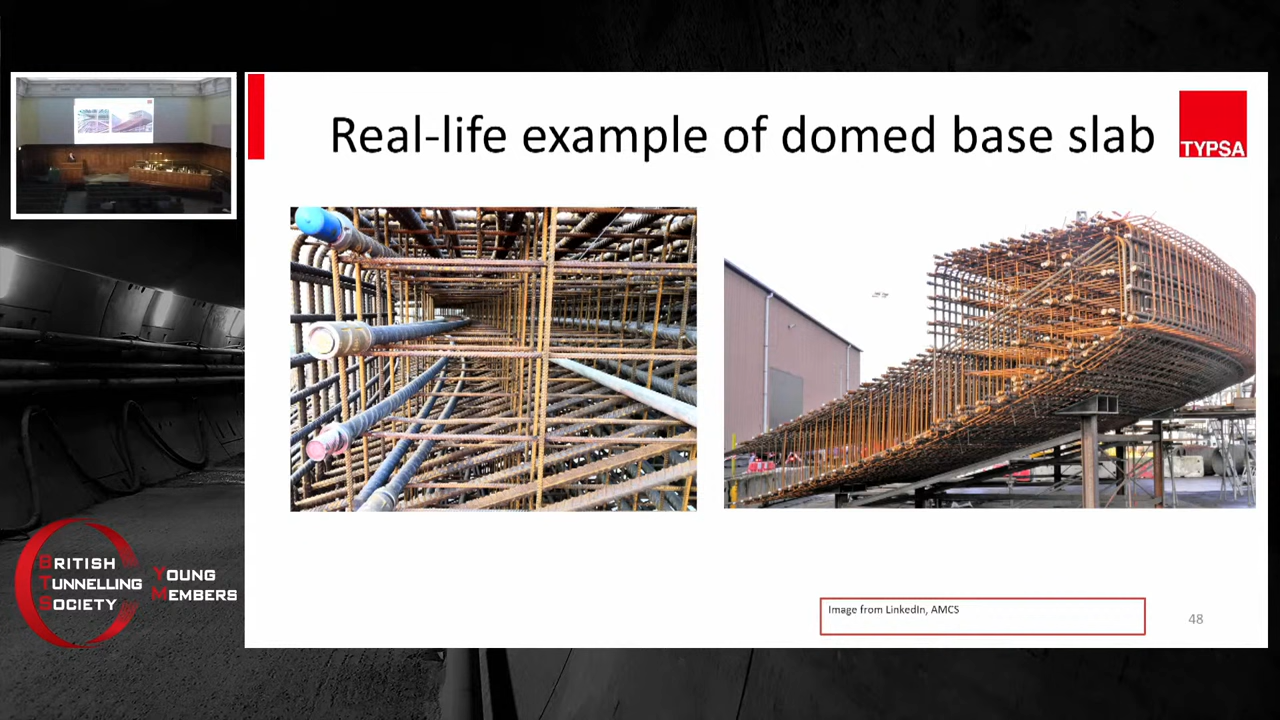 Real-life example of domed base slab
TYPSA
BRITISH
TUNNELLING
SOCIETY
YOUNG
MEMBERS
Image from LinkedIn, AMCS
48